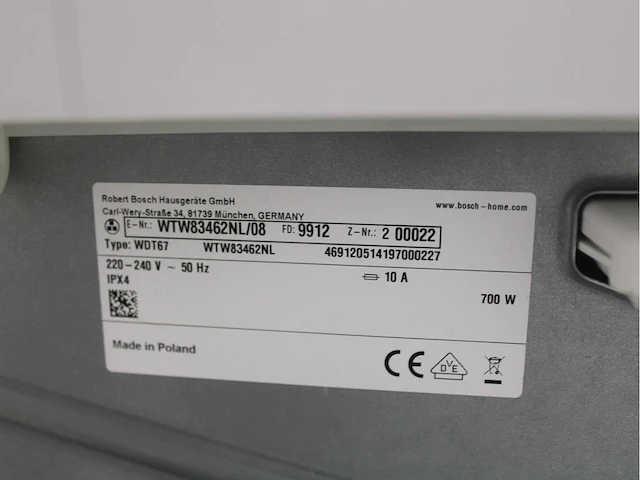 Robert Bosch Hausgeräte GmbH
Carl-Wery-Straße 34, 81739 München, GERMANY
www.bosch-home.com
E-Nr.: WTW83462NL/08 FD: 9912 Z-Nr.: 2 00022
Type: WDT67 WTW83462NL 469120514197000227
220-240 V ~ 50 Hz 10 A
IPX4 700 W
Made in Poland CE DVE